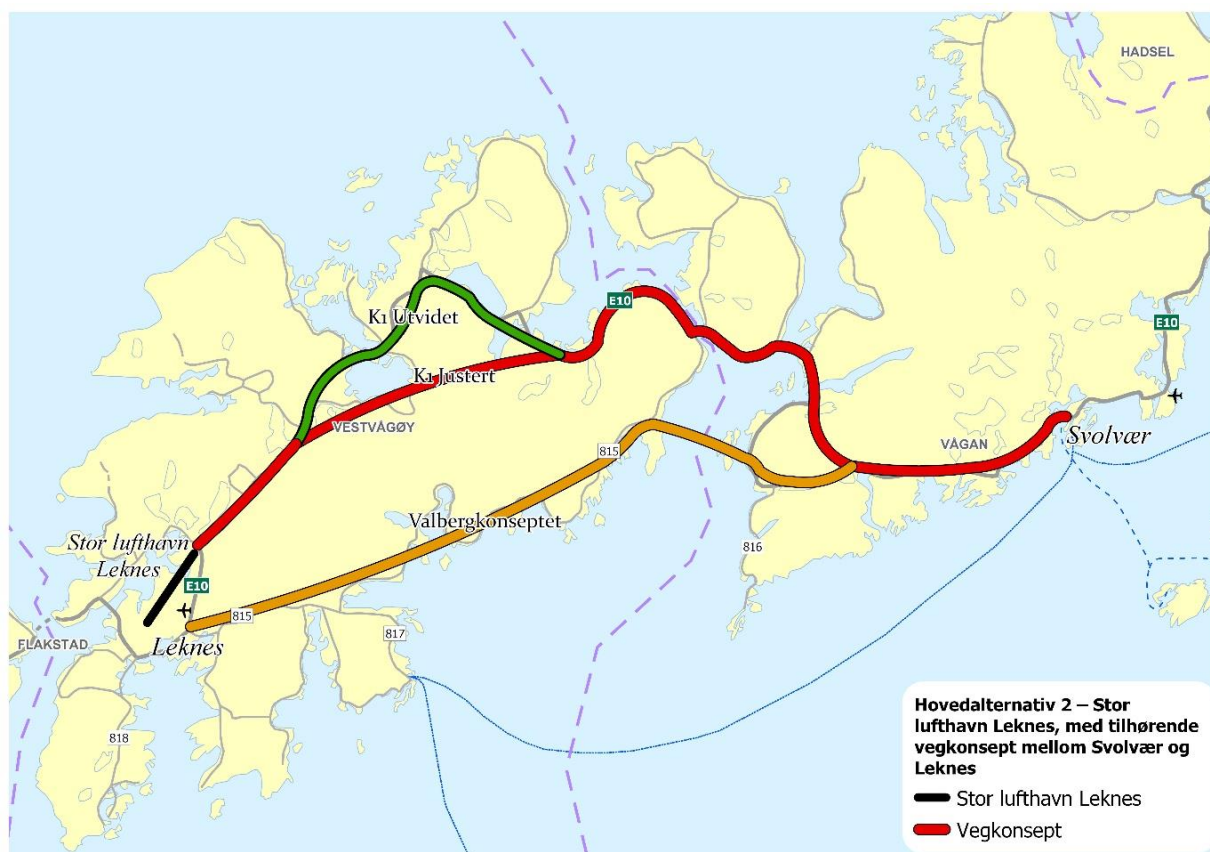 HADSEL
E10
K1 Utvidet
E10
K1 Justert
VESTVÅGØY
815
VÅGAN
Svolvær
Valbergkonseptet
Stor lufthavn
Leknes
816
E10
815
817
FLAKSTAD
Leknes
818
Hovedalternativ 2 – Stor
lufthavn Leknes, med tilhørende
vegkonsept mellom Svolvær og
Leknes
Stor lufthavn Leknes
Vegkonsept